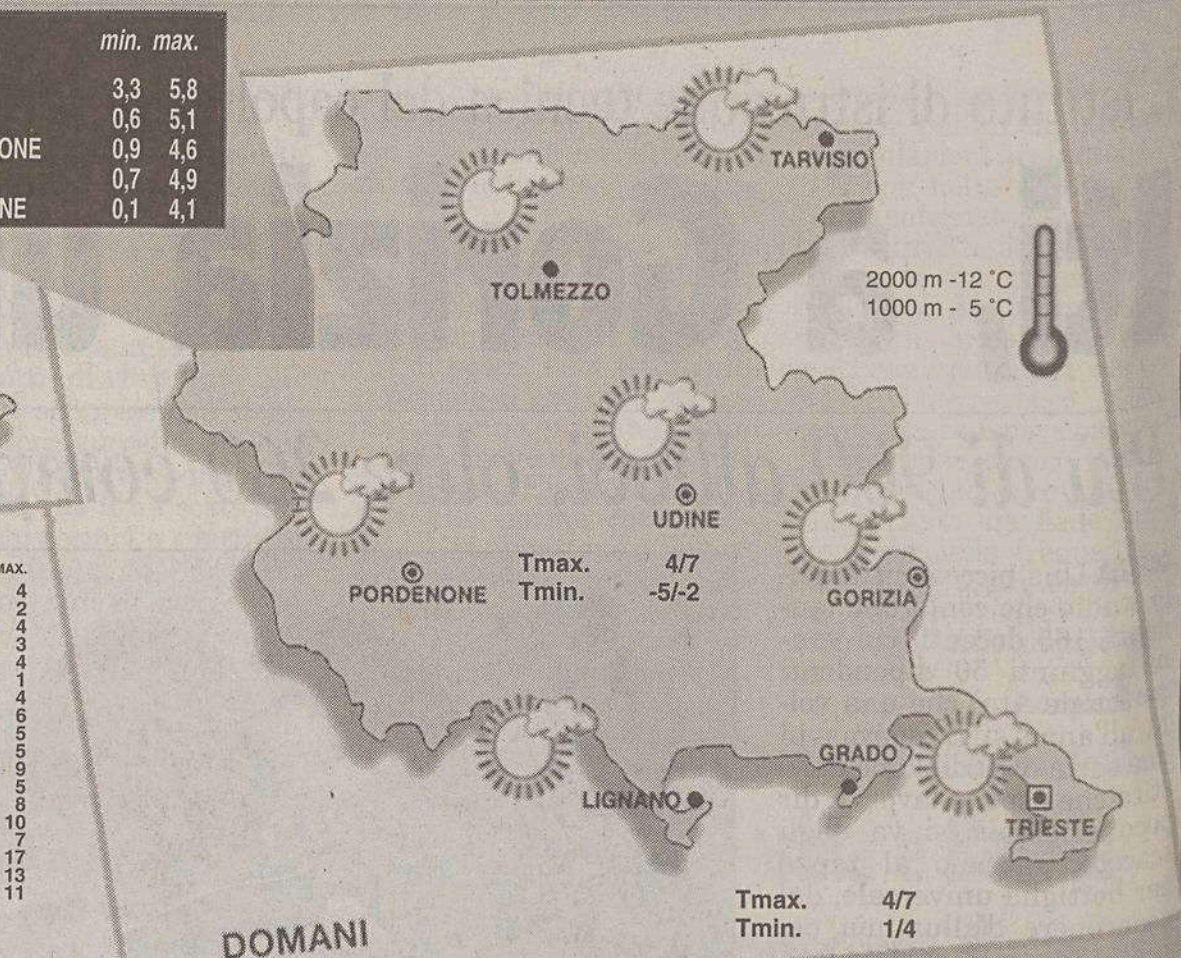 min. max.
3,3 5,8
0,6 5,1
ONE 0,9 4,6
0,7 4,9
NE 0,1 4,1
TARVISIO
TOLMEZZO
2000 m -12 °C
1000 m - 5 °C
UDINE
PORDENONE
Tmax. 4/7
Tmin. -5/-2
GORIZIA
MAX.
4
2
4
3
4
1
4
6
5
5
9
5
8
10
7
17
13
11
GRADO
LIGNANO
TRIESTE
Tmax. 4/7
Tmin. 1/4
DOMANI